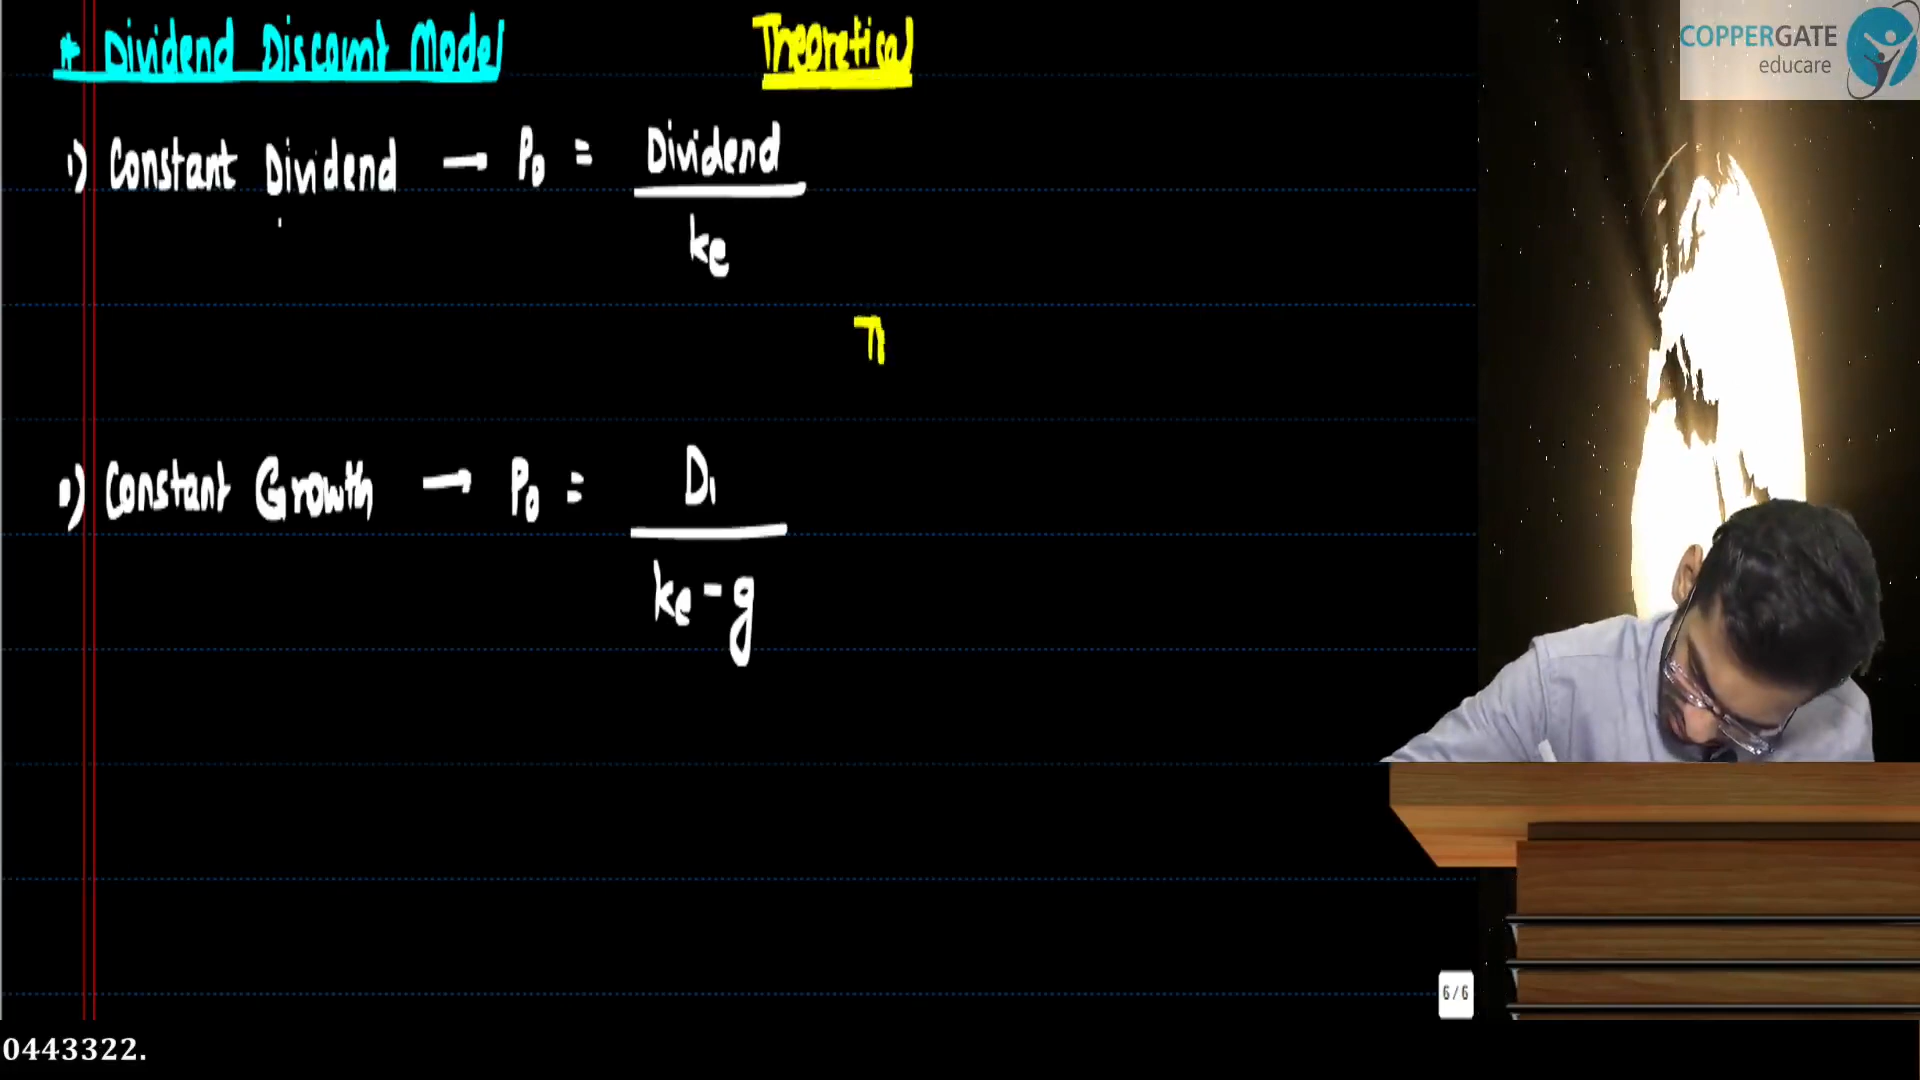 * Dividend Discount Model
Theoretical
COPPERGATE
educare
1) Constant Dividend → P0 = Dividend / ke
) Constant Growth → P0 = D1 / ke - g
6/6
0443322.